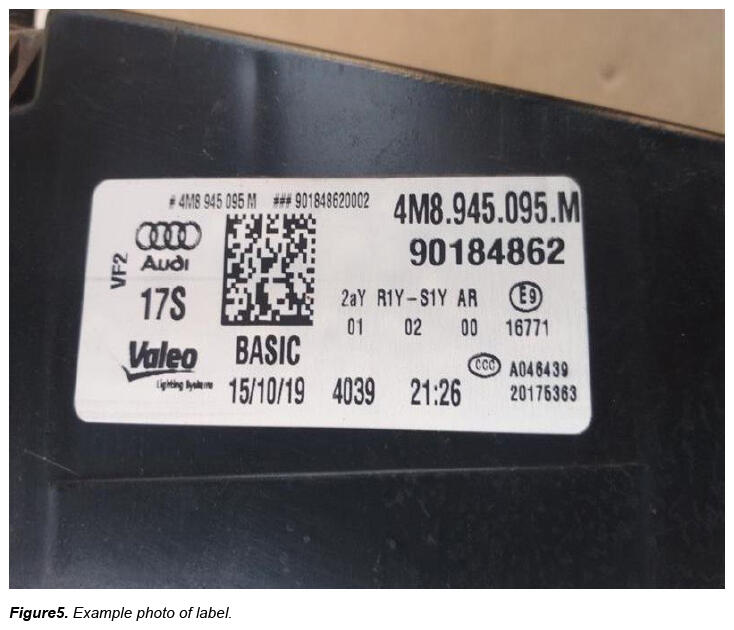 # 4M8 945 095 M ### 901848620002
4M8.945.095.M
90184862
VF2
Audi
17S
2aY R1Y-S1Y AR E9
01 02 00 16771
Valeo
Lighting Systems
BASIC
CCC A046439
15/10/19 4039 21:26 20175363
Figure5. Example photo of label.